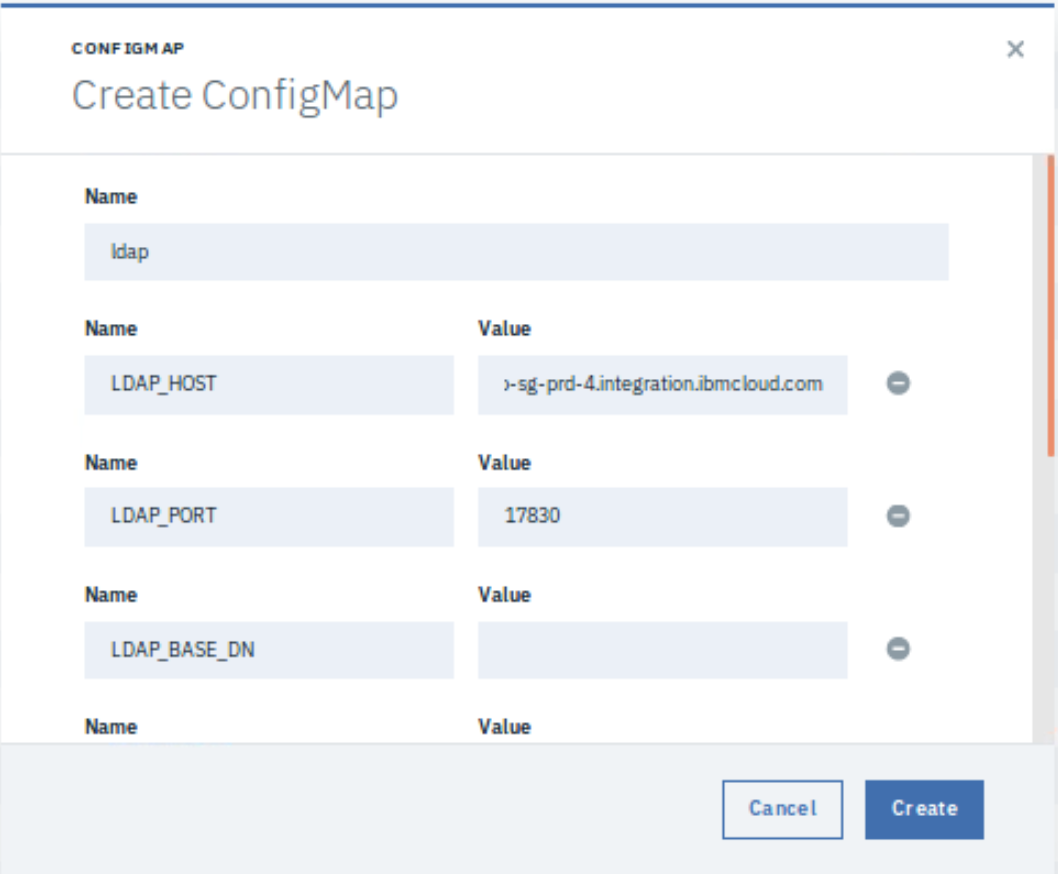 CONFIGMAP
Create ConfigMap
Name
ldap
Name Value
LDAP_HOST -sg-prd-4.integration.ibmcloud.com
Name Value
LDAP_PORT 17830
Name Value
LDAP_BASE_DN
Name Value
Cancel Create